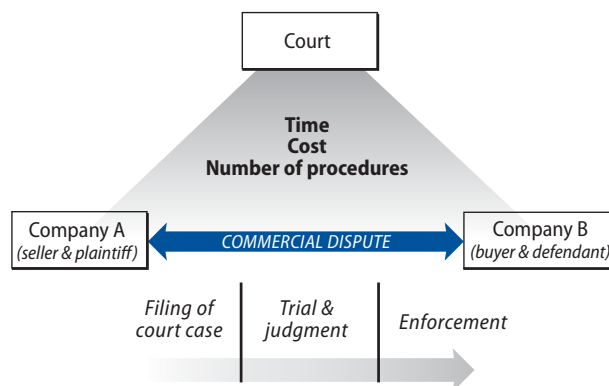 Court
Time
Cost
Number of procedures
Company A
(seller & plaintiff)
COMMERCIAL DISPUTE
Company B
(buyer & defendant)
Filing of
court case
Trial &
judgment
Enforcement